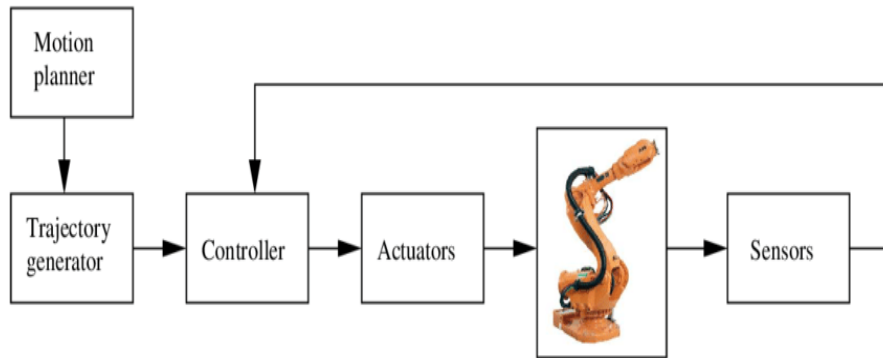 Motion
planner
Trajectory
generator
Controller
Actuators
Sensors